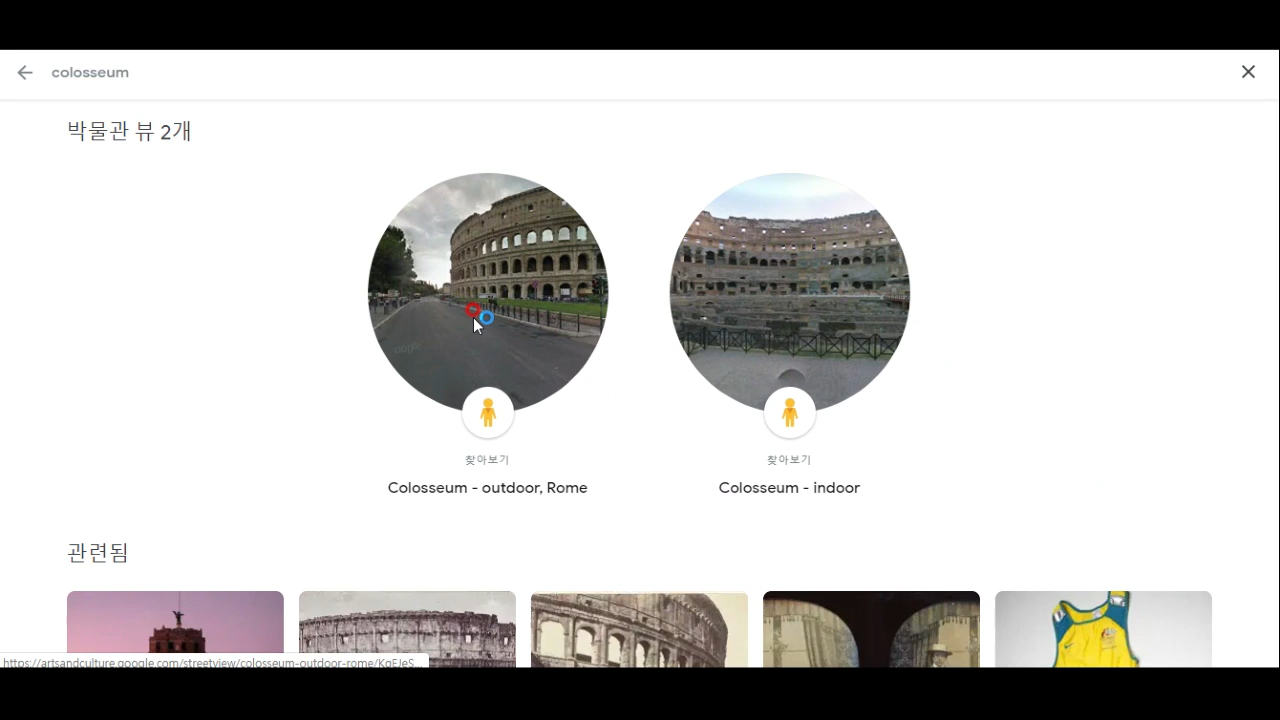 colosseum
박물관 뷰 2개
찾아보기
Colosseum - outdoor, Rome
찾아보기
Colosseum - indoor
관련됨
https://artsandculture.google.com/streetview/colosseum-outdoor-rome/KgEJeS...